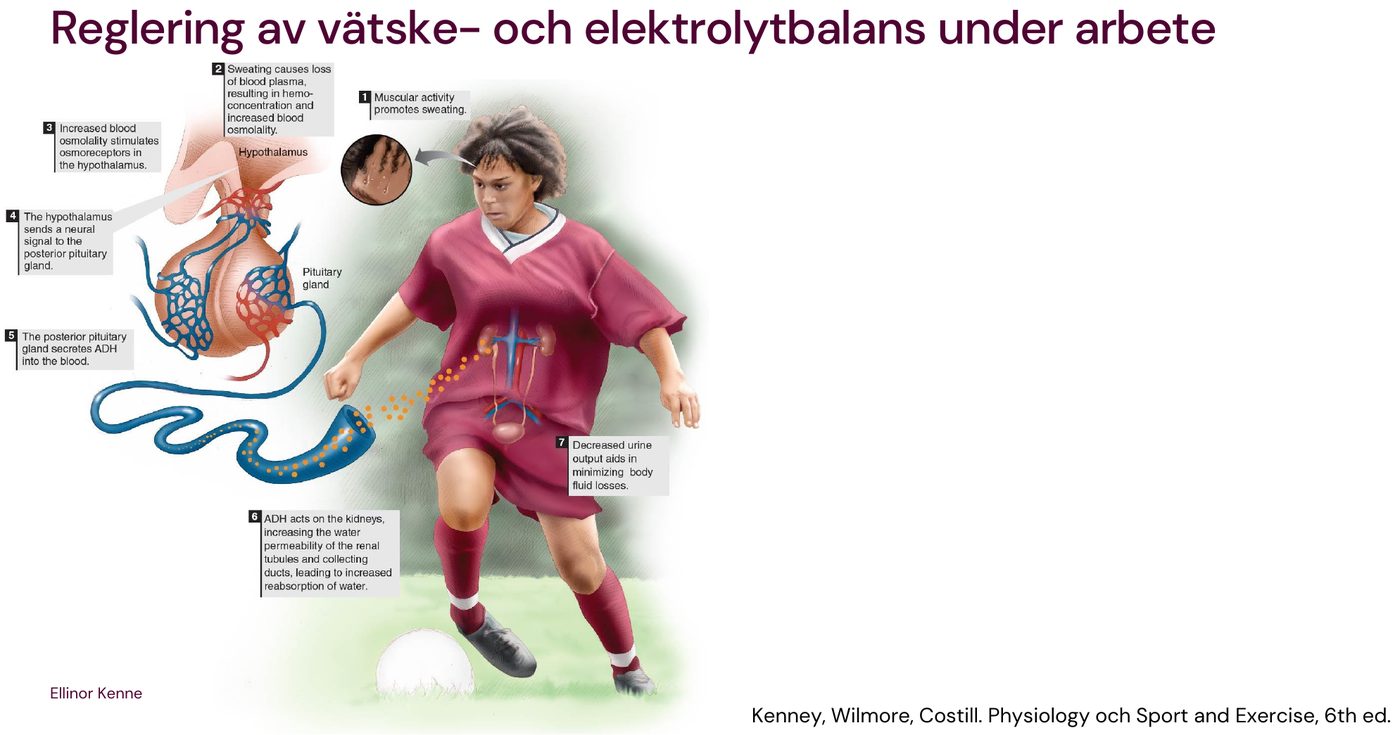 Reglering av vätske- och elektrolytbalans under arbete
1 Muscular activity
promotes sweating.
2 Sweating causes loss
of blood plasma,
resulting in hemo-
concentration and
increased blood
osmolality.
3 Increased blood
osmolality stimulates
osmoreceptors in
the hypothalamus.
Hypothalamus
4 The hypothalamus
sends a neural
signal to the
posterior pituitary
gland.
Pituitary
gland
5 The posterior pituitary
gland secretes ADH
into the blood.
6 ADH acts on the kidneys,
increasing the water
permeability of the renal
tubules and collecting
ducts, leading to increased
reabsorption of water.
7 Decreased urine
output aids in
minimizing body
fluid losses.
Ellinor Kenne
Kenney, Wilmore, Costill. Physiology och Sport and Exercise, 6th ed.